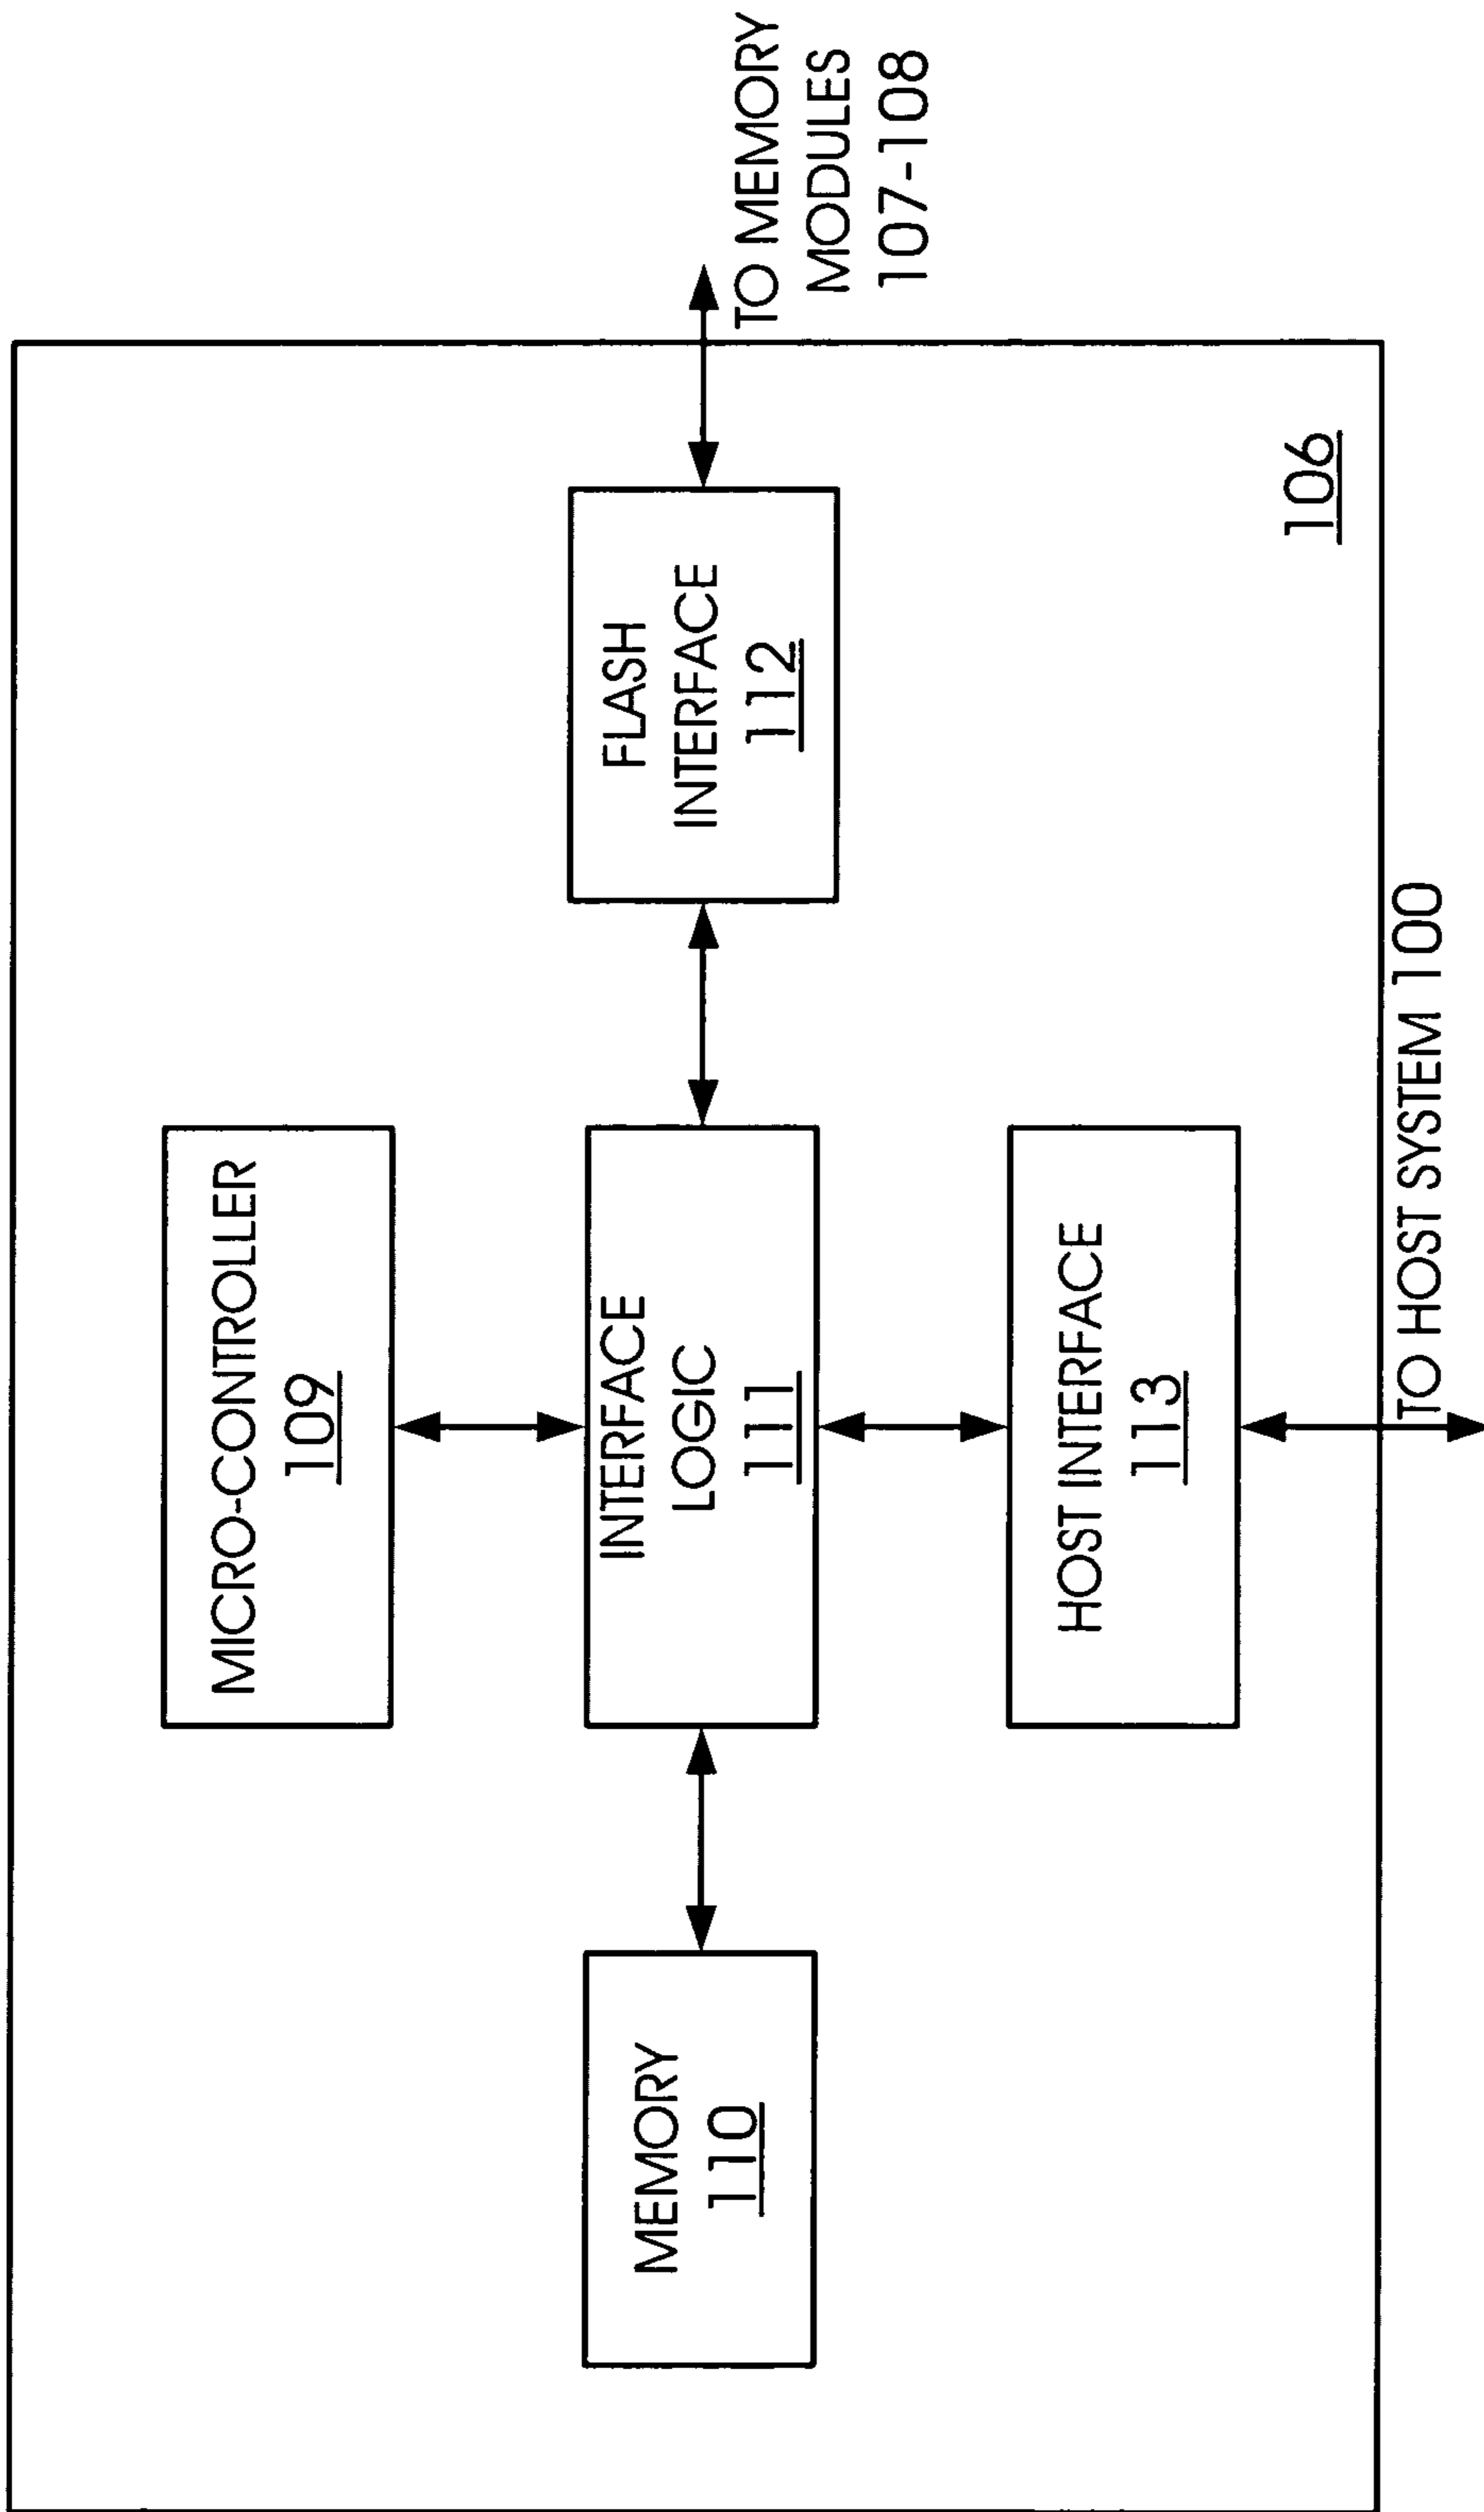 MICRO-CONTROLLER
109
MEMORY
110
INTERFACE
LOGIC
111
FLASH
INTERFACE
112
TO MEMORY
MODULES
107-108
HOST INTERFACE
113
106
TO HOST SYSTEM 100